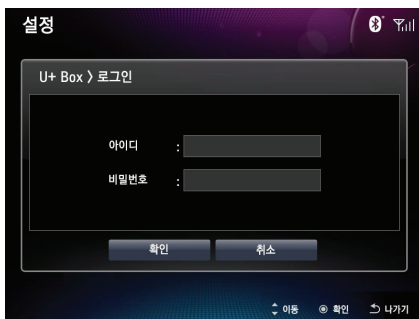 설정
U+ Box > 로그인
아이디 :
비밀번호 :
확인 취소
이동 확인 나가기